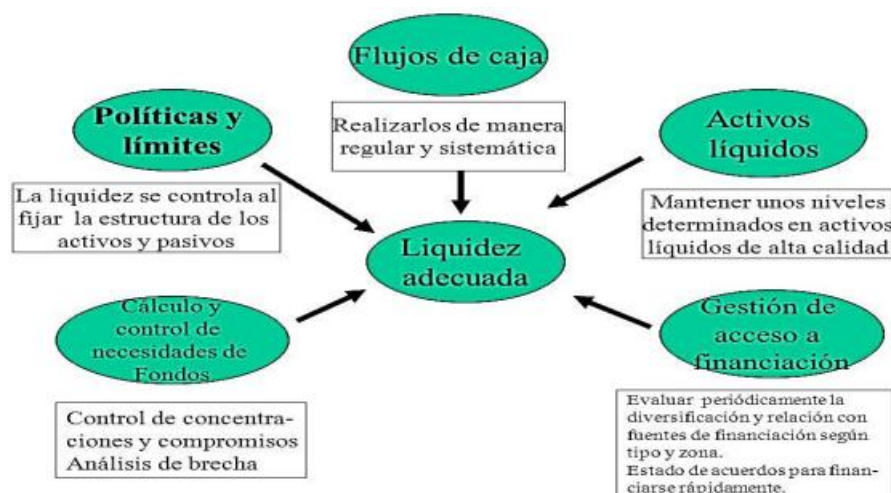 Flujos de caja
Realizarlos de manera
regular y sistemática
Políticas y
límites
La liquidez se controla al
fijar la estructura de los
activos y pasivos
Activos
líquidos
Mantener unos niveles
determinados en activos
líquidos de alta calidad
Liquidez
adecuada
Cálculo y
control de
necesidades de
Fondos
Control de concentra-
ciones y compromisos
Análisis de brecha
Gestión de
acceso a
financiación
Evaluar periódicamente la
diversificación y relación con
fuentes de financiación según
tipo y zona.
Estado de acuerdos para finan-
ciarse rápidamente.